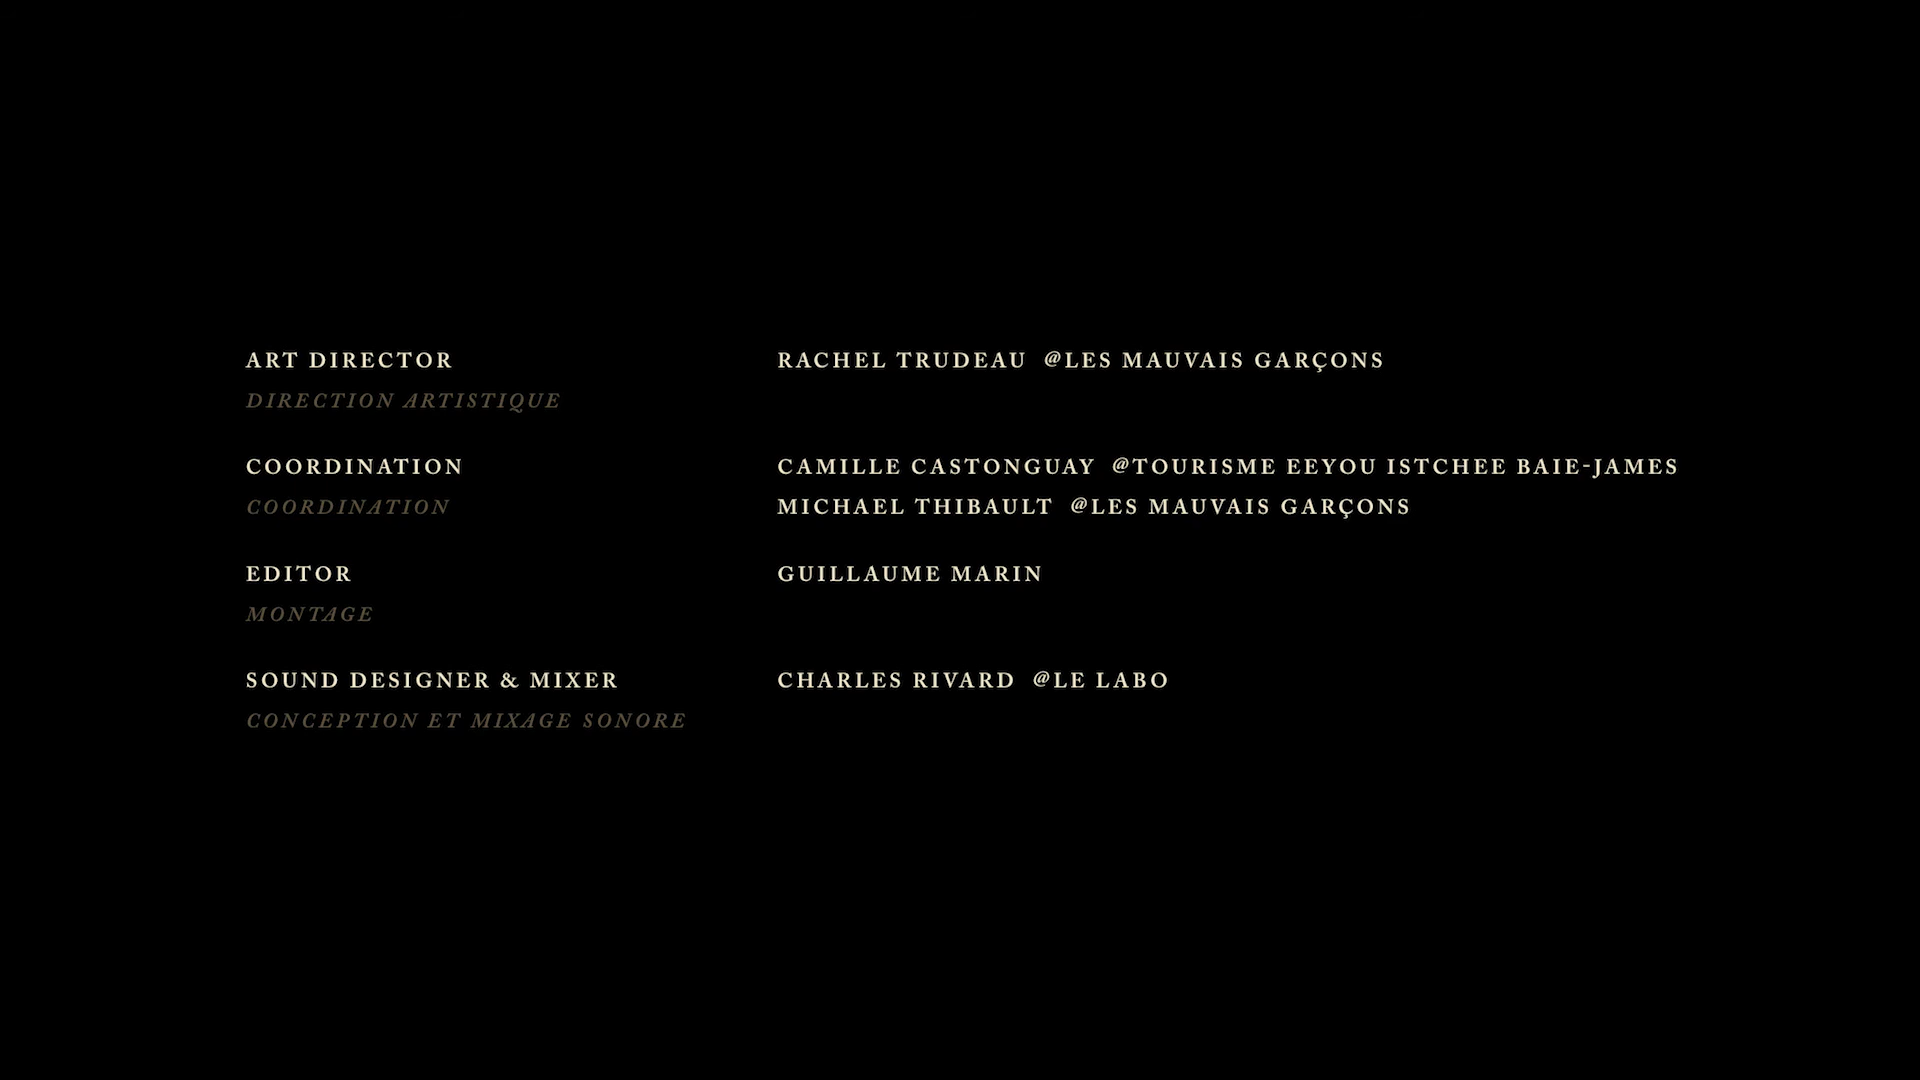 ART DIRECTOR RACHEL TRUDEAU @LES MAUVAIS GARÇONS
DIRECTION ARTISTIQUE
COORDINATION CAMILLE CASTONGUAY @TOURISME EEYOU ISTCHEE BAIE-JAMES
COORDINATION MICHAEL THIBAULT @LES MAUVAIS GARÇONS
EDITOR GUILLAUME MARIN
MONTAGE
SOUND DESIGNER & MIXER CHARLES RIVARD @LE LABO
CONCEPTION ET MIXAGE SONORE